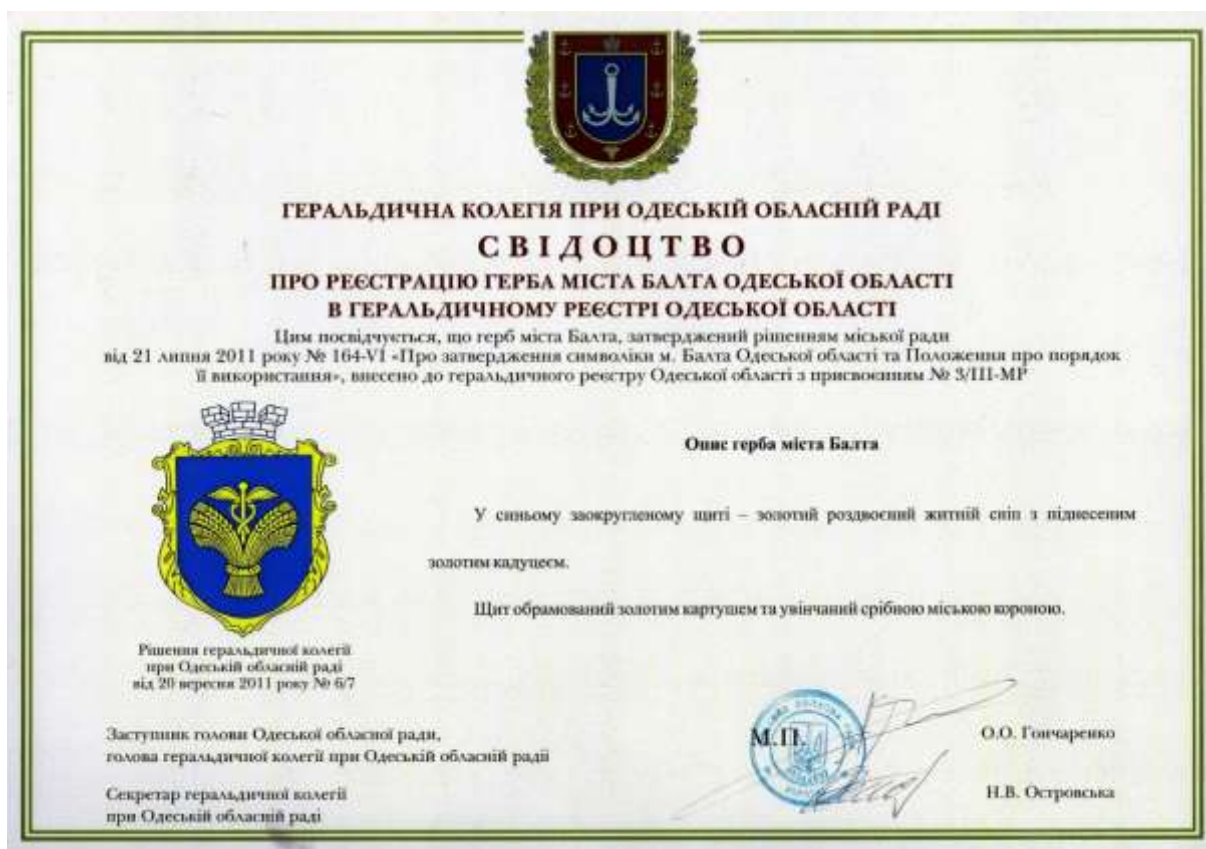 ГЕРАЛЬДИЧНА КОЛЕГІЯ ПРИ ОДЕСЬКІЙ ОБЛАСНІЙ РАДІ
СВІДОЦТВО
ПРО РЕЄСТРАЦІЮ ГЕРБА МІСТА БАЛТА ОДЕСЬКОЇ ОБЛАСТІ
В ГЕРАЛЬДИЧНОМУ РЕЄСТРІ ОДЕСЬКОЇ ОБЛАСТІ
Цим посвідчується, що герб міста Балта, затверджений рішенням міської ради
від 21 липня 2011 року № 164-VI «Про затвердження символіки м. Балта Одеської області та Положення про порядок
її використання», внесено до геральдичного реєстру Одеської області з присвоєнням № 3/III-МР
Опис герба міста Балта
У синьому заокругленому щиті – золотий роздвоєний житній сніп з піднесеним
золотим кадуцеєм.
Щит обрамований золотим картушем та увінчаний срібною міською короною.
Рішення геральдичної колегії
при Одеській обласній раді
від 20 вересня 2011 року № 6/7
Заступник голови Одеської обласної ради,
голова геральдичної колегії при Одеській обласній радії
М.П.
О.О. Гончаренко
Секретар геральдичної колегії
при Одеській обласній раді
Н.В. Островська